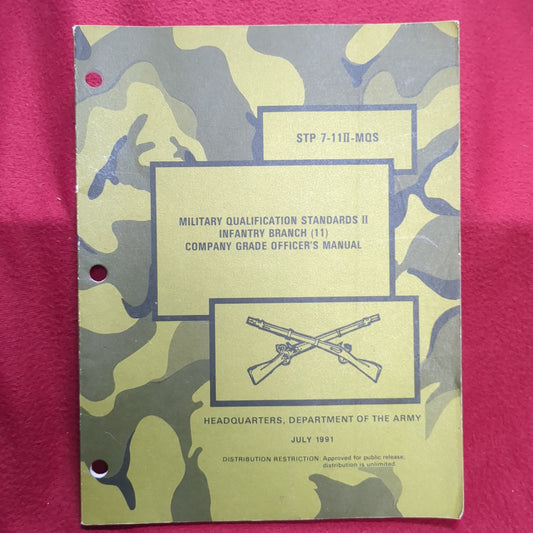 STP 7-11II-MQS
MILITARY QUALIFICATION STANDARDS II
INFANTRY BRANCH (11)
COMPANY GRADE OFFICER'S MANUAL
HEADQUARTERS, DEPARTMENT OF THE ARMY
JULY 1991
DISTRIBUTION RESTRICTION: Approved for public release;
distribution is unlimited.